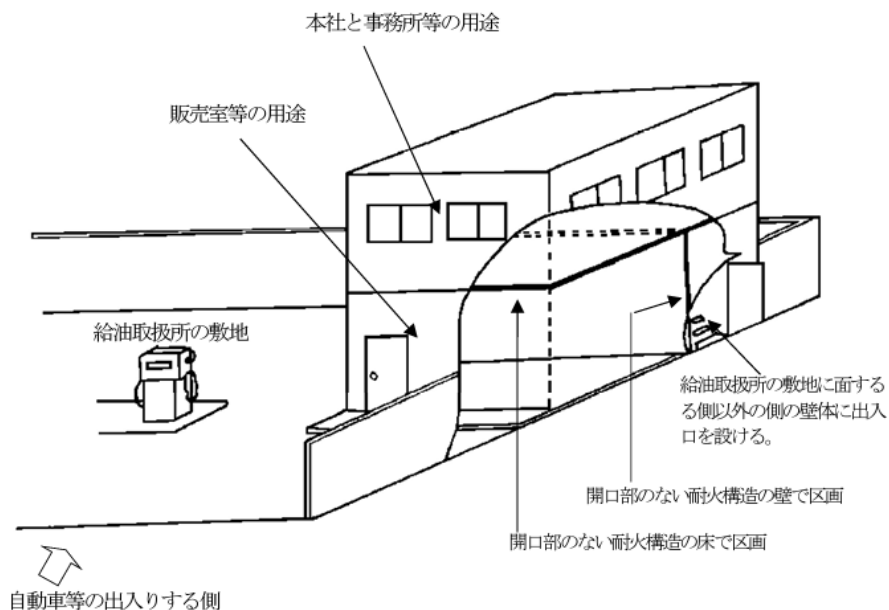 本社と事務所等の用途
販売室等の用途
給油取扱所の敷地
給油取扱所の敷地に面する
る側以外の側の壁体に出入
口を設ける。
開口部のない耐火構造の壁で区画
開口部のない耐火構造の床で区画
自動車等の出入りする側